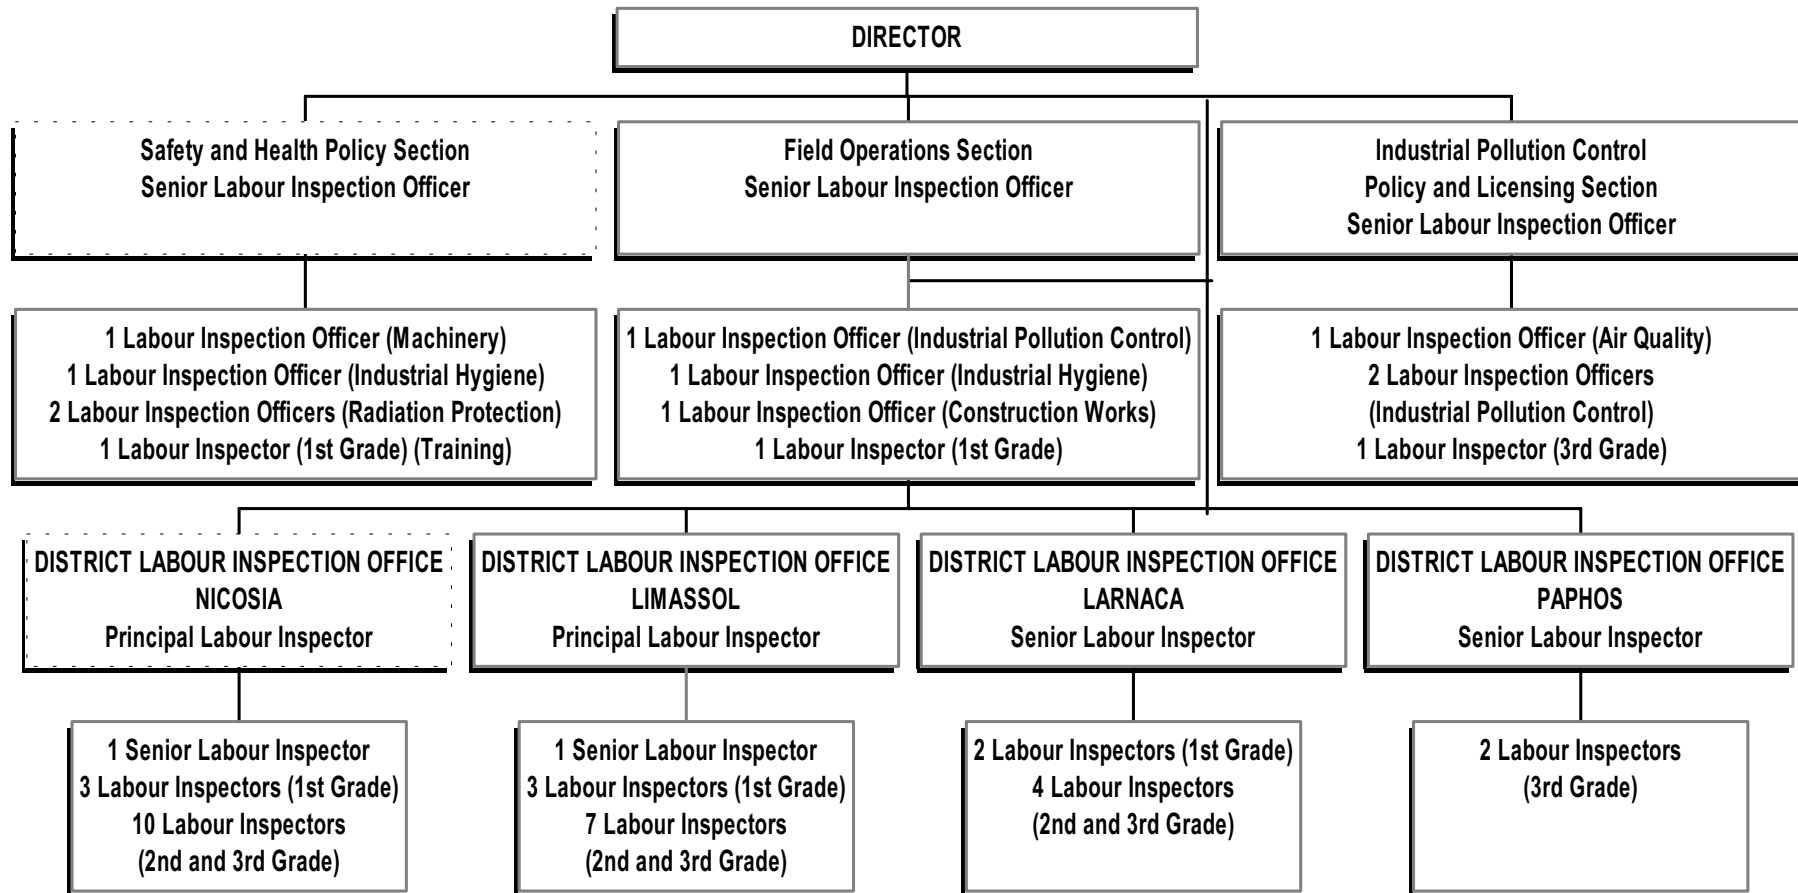 DIRECTOR
Safety and Health Policy Section
Senior Labour Inspection Officer
Field Operations Section
Senior Labour Inspection Officer
Industrial Pollution Control
Policy and Licensing Section
Senior Labour Inspection Officer
1 Labour Inspection Officer (Machinery)
1 Labour Inspection Officer (Industrial Hygiene)
2 Labour Inspection Officers (Radiation Protection)
1 Labour Inspector (1st Grade) (Training)
1 Labour Inspection Officer (Industrial Pollution Control)
1 Labour Inspection Officer (Industrial Hygiene)
1 Labour Inspection Officer (Construction Works)
1 Labour Inspector (1st Grade)
1 Labour Inspection Officer (Air Quality)
2 Labour Inspection Officers
(Industrial Pollution Control)
1 Labour Inspector (3rd Grade)
DISTRICT LABOUR INSPECTION OFFICE
NICOSIA
Principal Labour Inspector
DISTRICT LABOUR INSPECTION OFFICE
LIMASSOL
Principal Labour Inspector
DISTRICT LABOUR INSPECTION OFFICE
LARNACA
Senior Labour Inspector
DISTRICT LABOUR INSPECTION OFFICE
PAPHOS
Senior Labour Inspector
1 Senior Labour Inspector
3 Labour Inspectors (1st Grade)
10 Labour Inspectors
(2nd and 3rd Grade)
1 Senior Labour Inspector
3 Labour Inspectors (1st Grade)
7 Labour Inspectors
(2nd and 3rd Grade)
2 Labour Inspectors (1st Grade)
4 Labour Inspectors
(2nd and 3rd Grade)
2 Labour Inspectors
(3rd Grade)